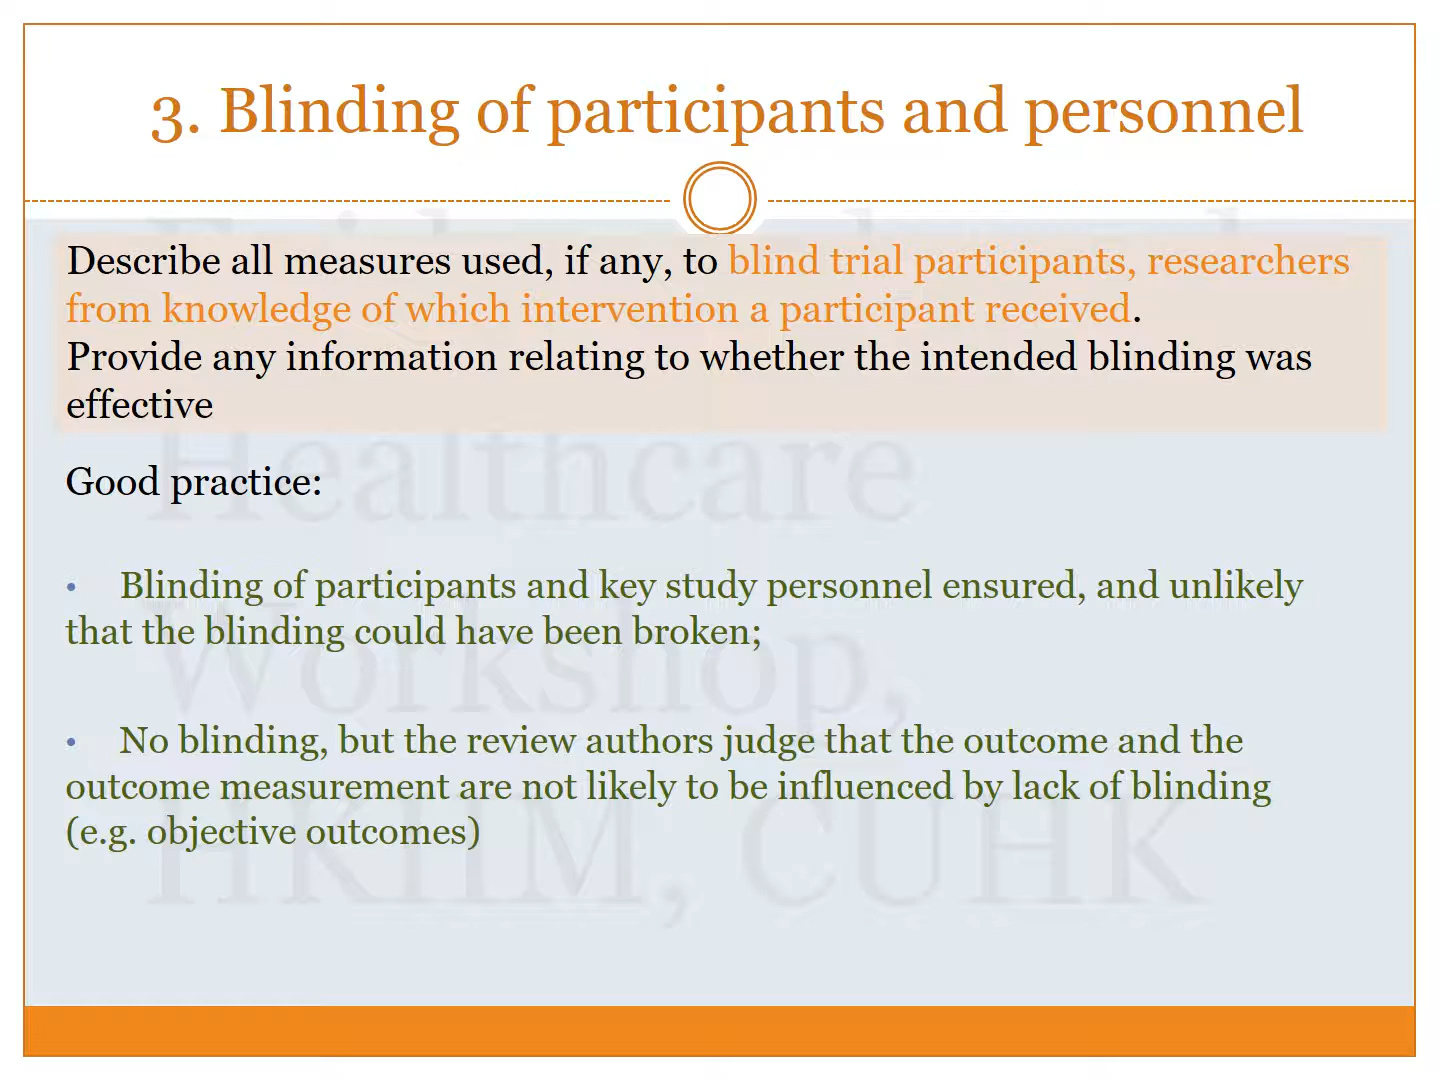 3. Blinding of participants and personnel
Describe all measures used, if any, to blind trial participants, researchers
from knowledge of which intervention a participant received.
Provide any information relating to whether the intended blinding was
effective
Healthcare
Good practice:
• Blinding of participants and key study personnel ensured, and unlikely
that the blinding could have been broken;
Workshop,
• No blinding, but the review authors judge that the outcome and the
outcome measurement are not likely to be influenced by lack of blinding
(e.g. objective outcomes)
HKIIM, CUHK